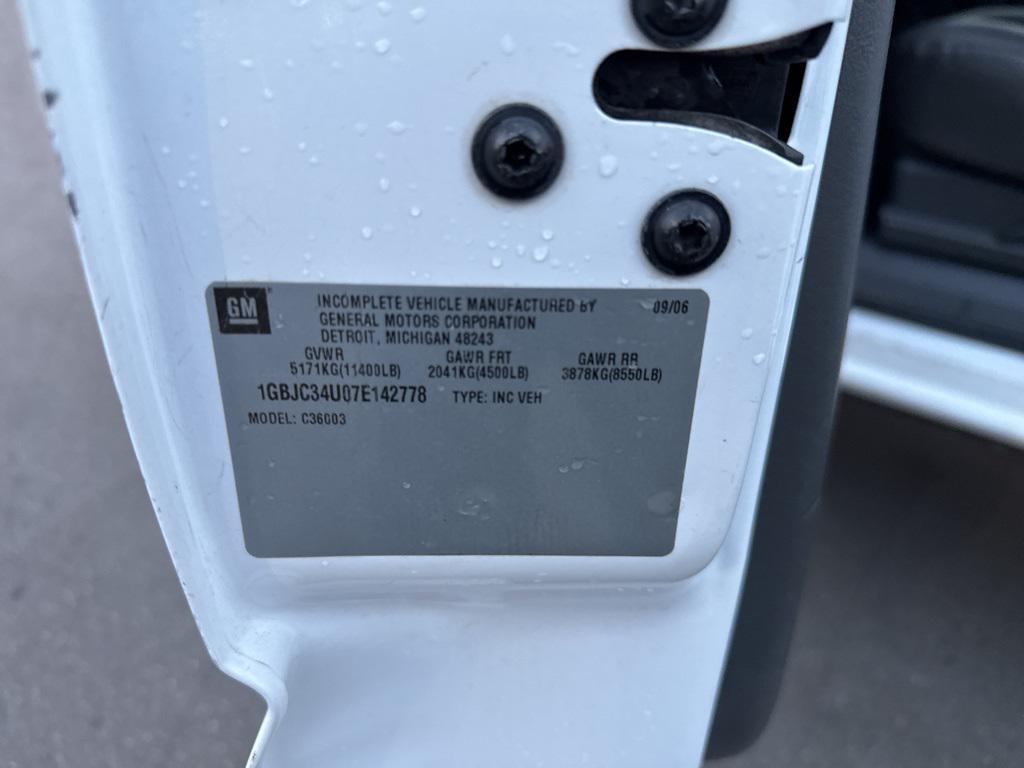 GM
INCOMPLETE VEHICLE MANUFACTURED BY 09/06
GENERAL MOTORS CORPORATION
DETROIT, MICHIGAN 48243
GVWR GAWR FRT GAWR RR
5171KG(11400LB) 2041KG(4500LB) 3878KG(8550LB)
1GBJC34U07E142778 TYPE: INC VEH
MODEL: C36003